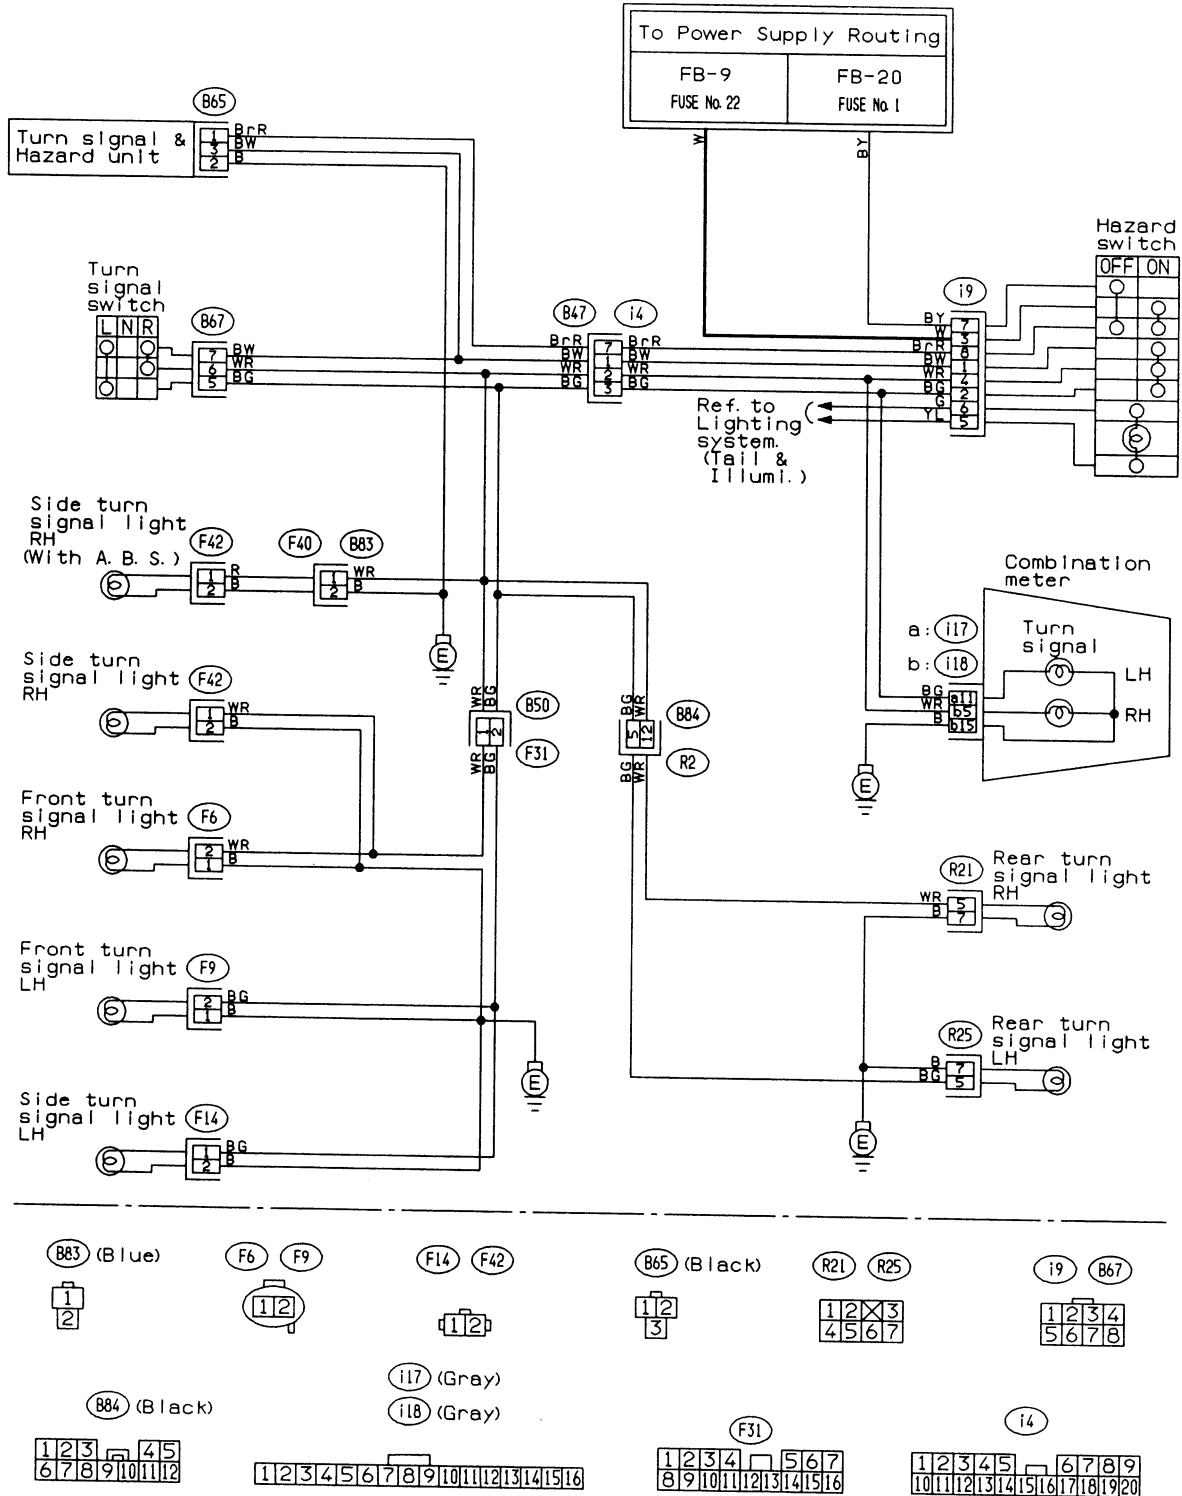 To Power Supply Routing
FB-9
FUSE No. 22
FB-20
FUSE No. 1
W
BY
B65
Turn signal &
Hazard unit
1
3
2
BrR
BW
B
Turn
signal
switch
L N R
B67
7
6
5
BW
WR
BG
B47
i4
BrR
BW
WR
BG
7
1
2
3
BrR
BW
WR
BG
Hazard
switch
OFF ON
i9
BY
W
BrR
BW
WR
BG
G
YL
7
3
8
1
4
2
6
5
Ref. to
Lighting
system.
(Tail &
Illumi.)
Side turn
signal light
RH
(With A. B. S.)
F42
1
2
R
B
F40
B83
1
2
WR
B
E
Combination
meter
a: i17
b: i18
Turn
signal
LH
RH
BG
WR
B
a11
b5
b15
E
Side turn
signal light
RH
F42
1
2
WR
B
WR
BG
B50
1
2
F31
WR
BG
BG
WR
B84
5
12
R2
BG
WR
Front turn
signal light
RH
F6
2
1
WR
B
Rear turn
signal light
RH
R21
WR
B
5
7
Front turn
signal light
LH
F9
2
1
BG
B
E
Rear turn
signal light
LH
R25
B
BG
7
5
E
Side turn
signal light
LH
F14
1
2
BG
B
B83 (Blue)
1
2
F6 F9
1 2
F14 F42
1 2
B65 (Black)
1 2
3
R21 R25
1 2 3
4 5 6 7
i9 B67
1 2 3 4
5 6 7 8
B84 (Black)
1 2 3 4 5
6 7 8 9 10 11 12
i17 (Gray)
i18 (Gray)
1 2 3 4 5 6 7 8 9 10 11 12 13 14 15 16
F31
1 2 3 4 5 6 7
8 9 10 11 12 13 14 15 16
i4
1 2 3 4 5 6 7 8 9
10 11 12 13 14 15 16 17 18 19 20